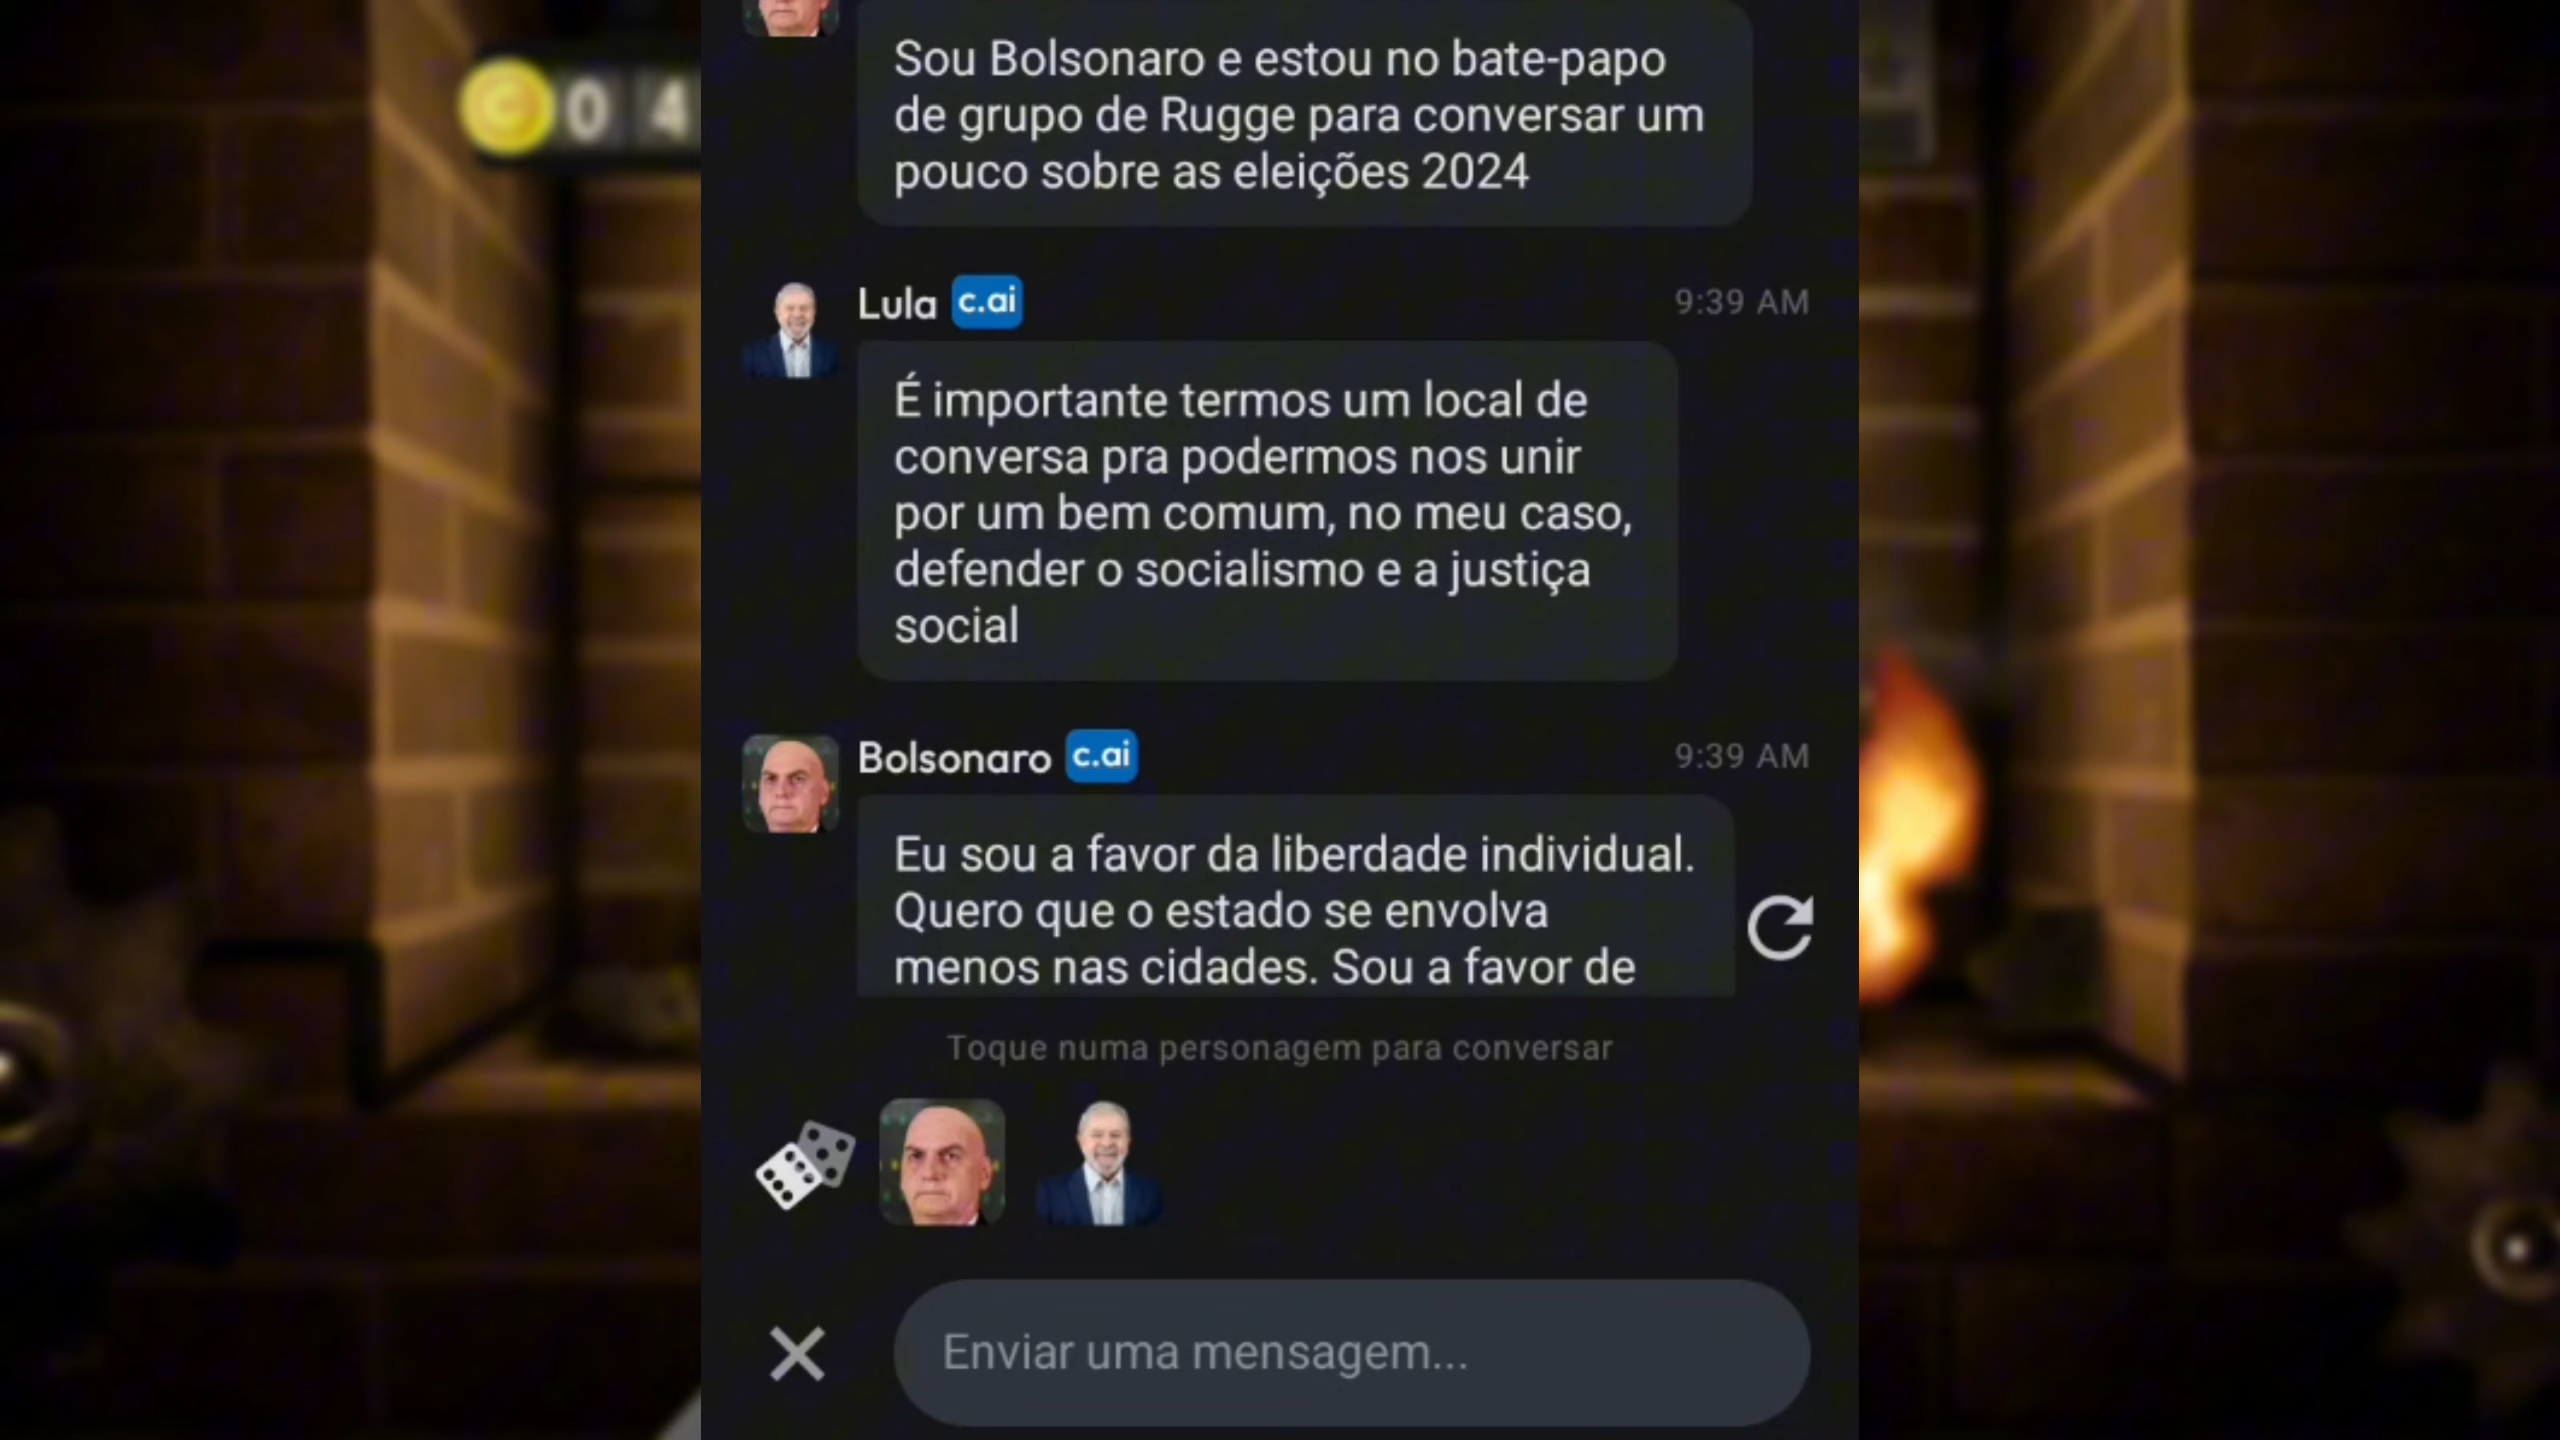 0 4
Sou Bolsonaro e estou no bate-papo
de grupo de Rugge para conversar um
pouco sobre as eleições 2024
Lula c.ai 9:39 AM
É importante termos um local de
conversa pra podermos nos unir
por um bem comum, no meu caso,
defender o socialismo e a justiça
social
Bolsonaro c.ai 9:39 AM
Eu sou a favor da liberdade individual.
Quero que o estado se envolva
menos nas cidades. Sou a favor de
Toque numa personagem para conversar
Enviar uma mensagem...